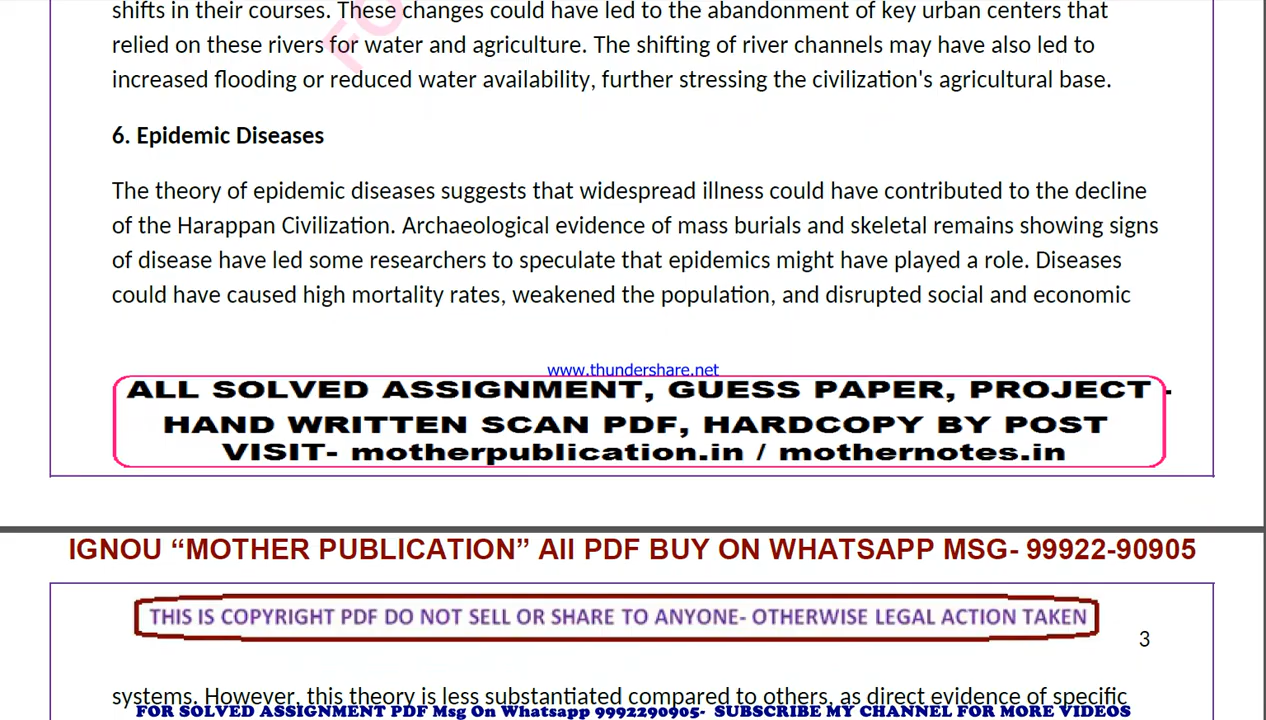 shifts in their courses. These changes could have led to the abandonment of key urban centers that
relied on these rivers for water and agriculture. The shifting of river channels may have also led to
increased flooding or reduced water availability, further stressing the civilization's agricultural base.
6. Epidemic Diseases
The theory of epidemic diseases suggests that widespread illness could have contributed to the decline
of the Harappan Civilization. Archaeological evidence of mass burials and skeletal remains showing signs
of disease have led some researchers to speculate that epidemics might have played a role. Diseases
could have caused high mortality rates, weakened the population, and disrupted social and economic
www.thundershare.net
ALL SOLVED ASSIGNMENT, GUESS PAPER, PROJECT -
HAND WRITTEN SCAN PDF, HARDCOPY BY POST
VISIT- motherpublication.in / mothernotes.in
IGNOU “MOTHER PUBLICATION” All PDF BUY ON WHATSAPP MSG- 99922-90905
THIS IS COPYRIGHT PDF DO NOT SELL OR SHARE TO ANYONE- OTHERWISE LEGAL ACTION TAKEN
3
systems. However, this theory is less substantiated compared to others, as direct evidence of specific
FOR SOLVED ASSIGNMENT PDF Msg On Whatsapp 9992290905- SUBSCRIBE MY CHANNEL FOR MORE VIDEOS